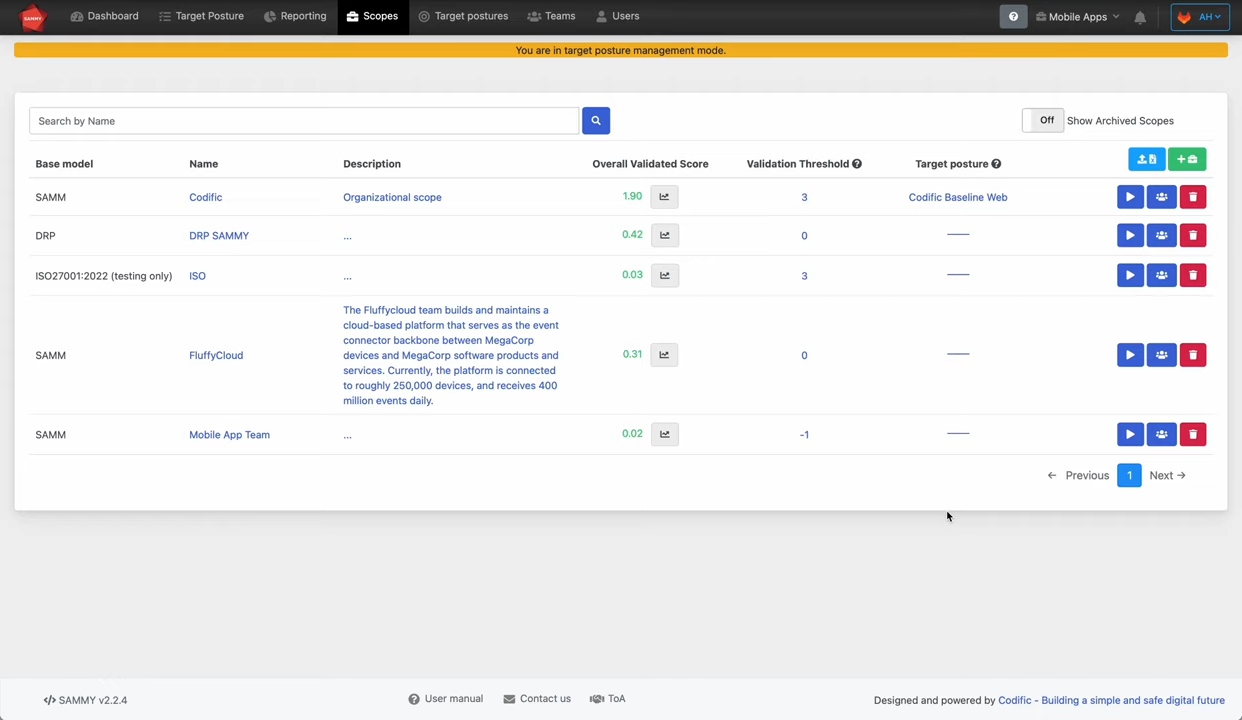 SAMMY
Dashboard
Target Posture
Reporting
Scopes
Target postures
Teams
Users
?
Mobile Apps
AH
You are in target posture management mode.
Search by Name
Off
Show Archived Scopes
Base model
Name
Description
Overall Validated Score
Validation Threshold ?
Target posture ?
SAMM
Codific
Organizational scope
1.90
3
Codific Baseline Web
DRP
DRP SAMMY
...
0.42
0
ISO27001:2022 (testing only)
ISO
...
0.03
3
SAMM
FluffyCloud
The Fluffycloud team builds and maintains a
cloud-based platform that serves as the event
connector backbone between MegaCorp
devices and MegaCorp software products and
services. Currently, the platform is connected
to roughly 250,000 devices, and receives 400
million events daily.
0.31
0
SAMM
Mobile App Team
...
0.02
-1
← Previous
1
Next →
</> SAMMY v2.2.4
? User manual
Contact us
ToA
Designed and powered by Codific - Building a simple and safe digital future